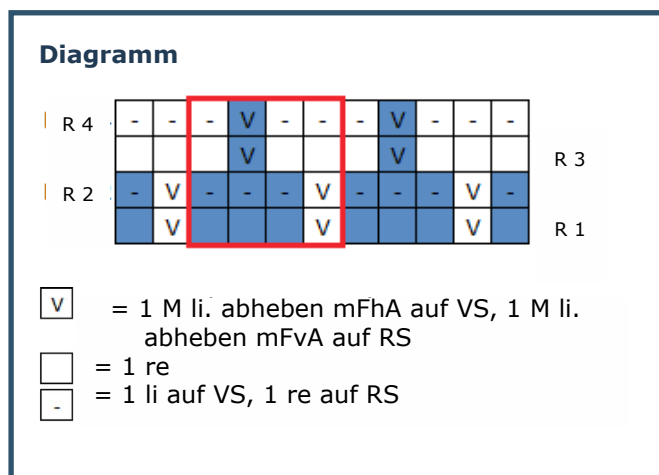 Diagramm
R 4 - - - V - - - V - - -
V V R 3
R 2 - V - - - V - - - V -
V V V R 1
V = 1 M li. abheben mFhA auf VS, 1 M li.
abheben mFvA auf RS
= 1 re
- = 1 li auf VS, 1 re auf RS